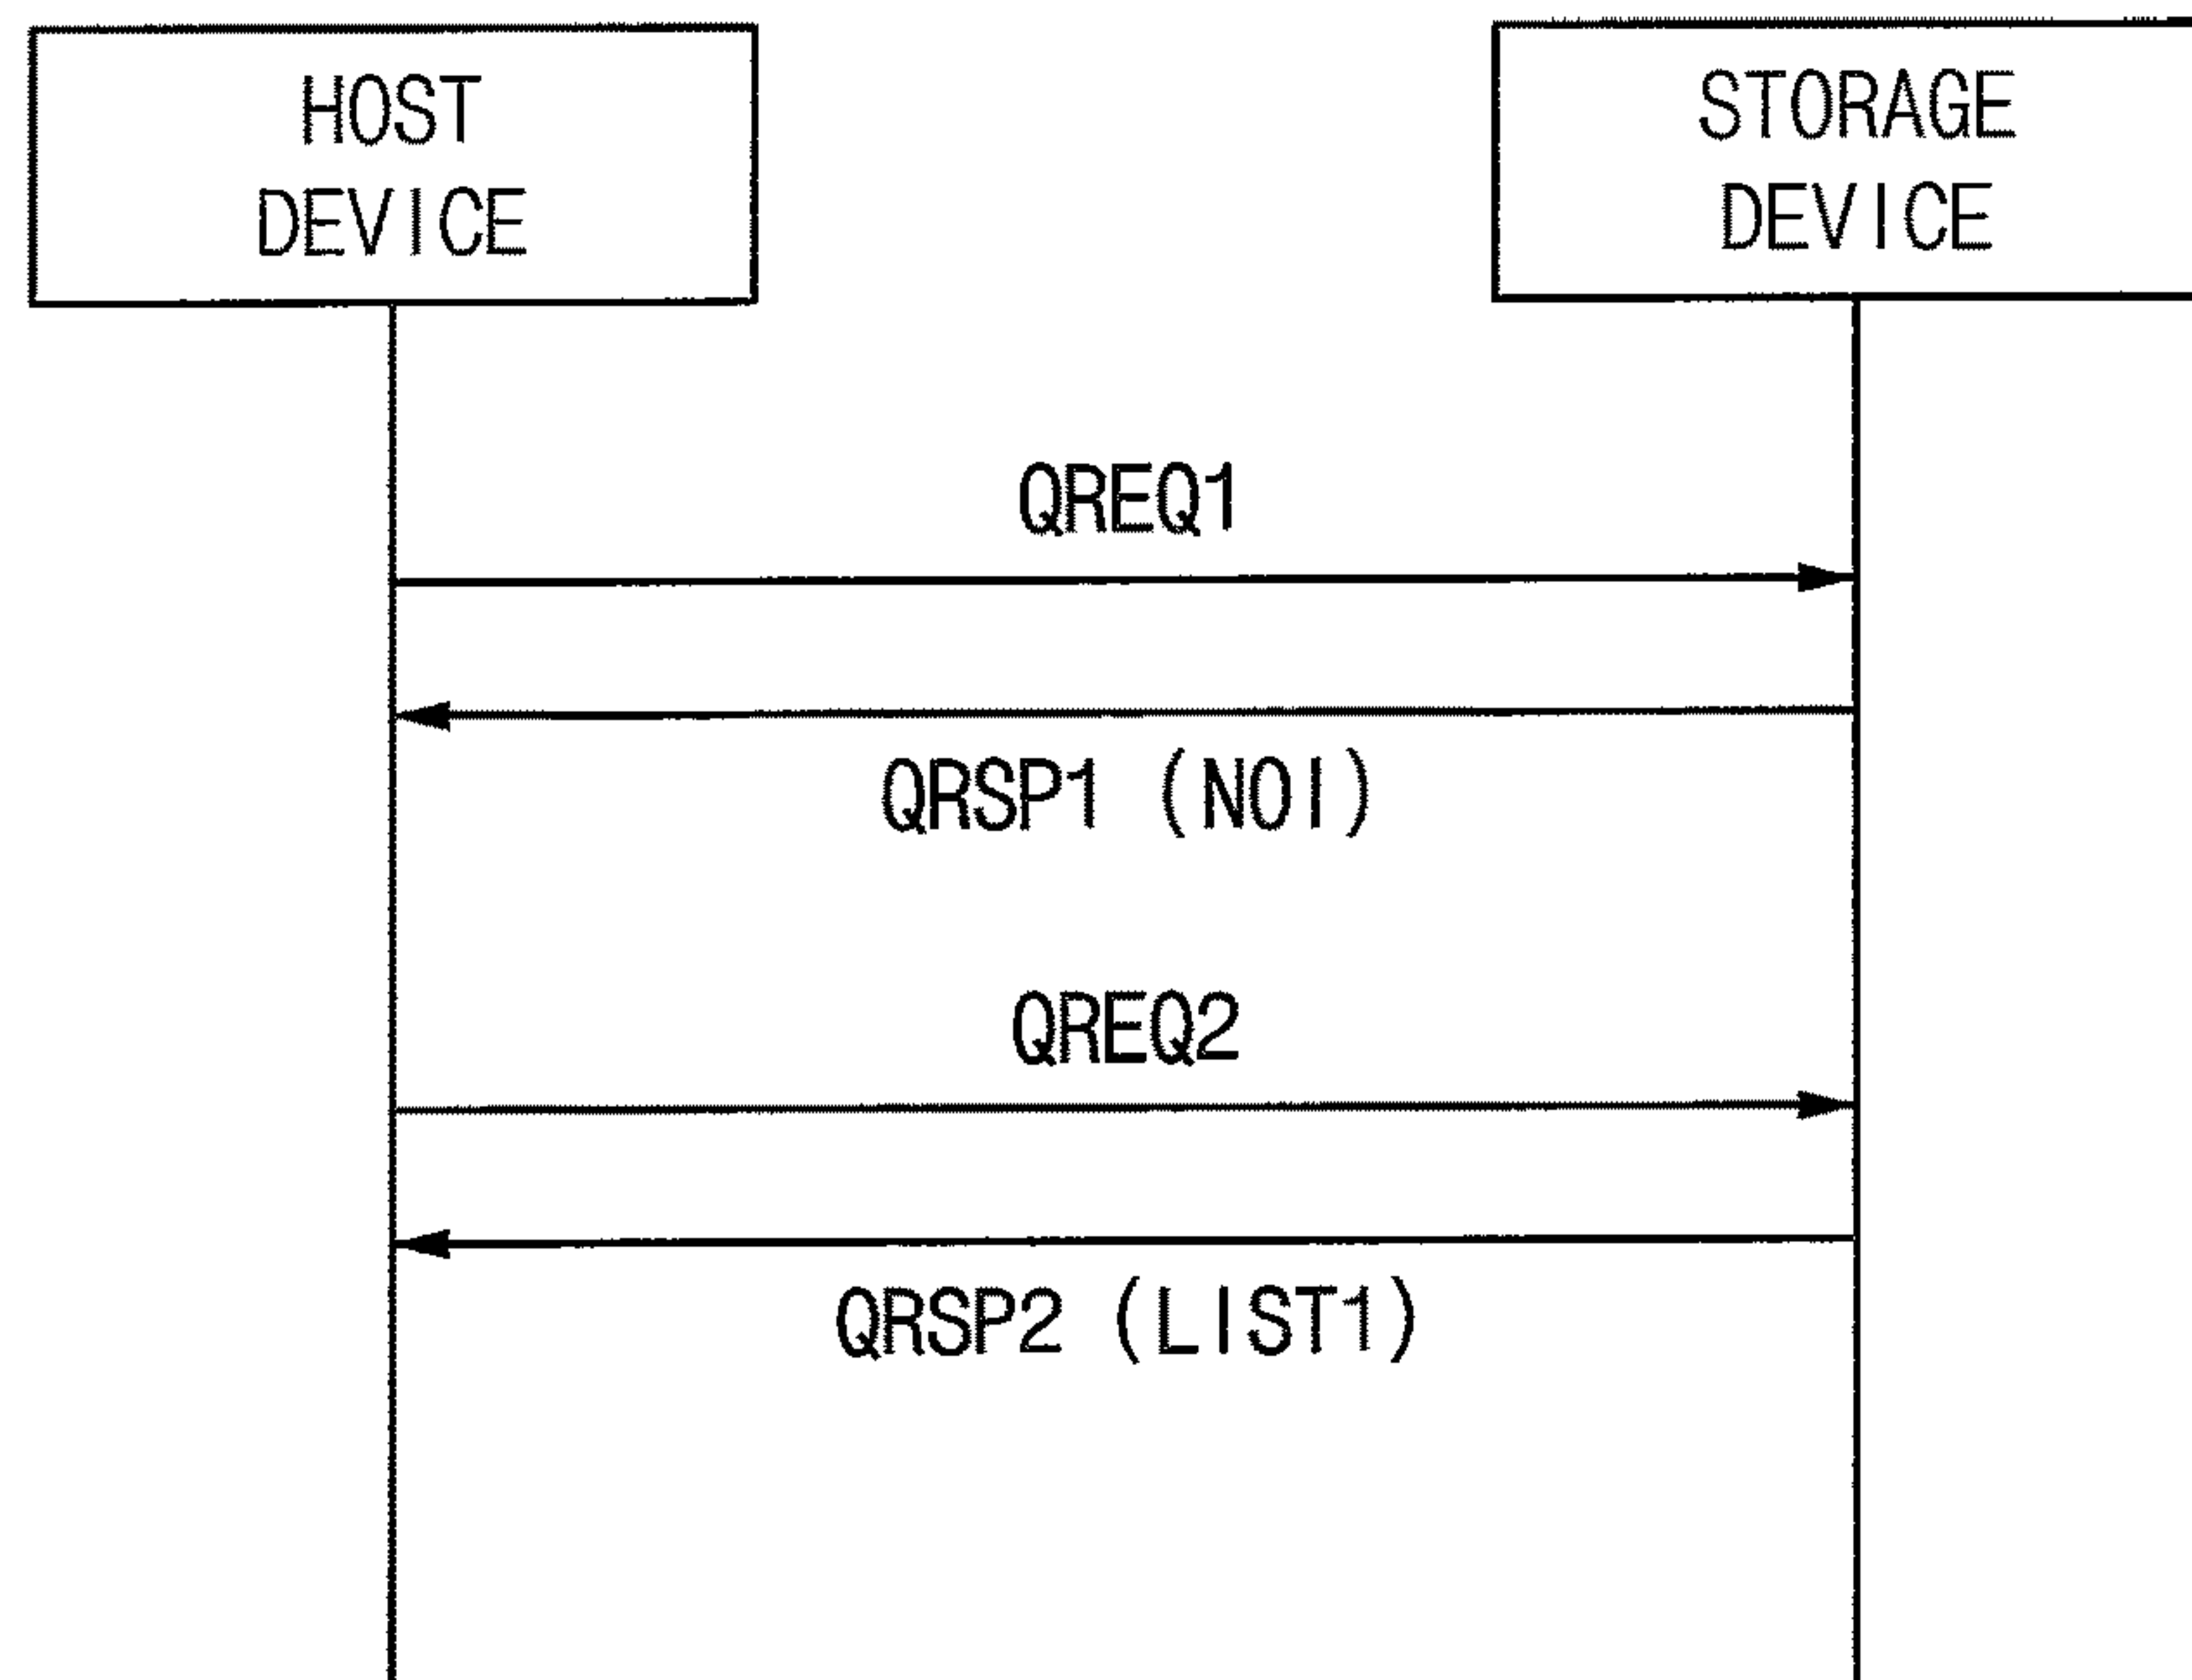 HOST
DEVICE
STORAGE
DEVICE
QREQ1
QRSP1 (NOI)
QREQ2
QRSP2 (LIST1)